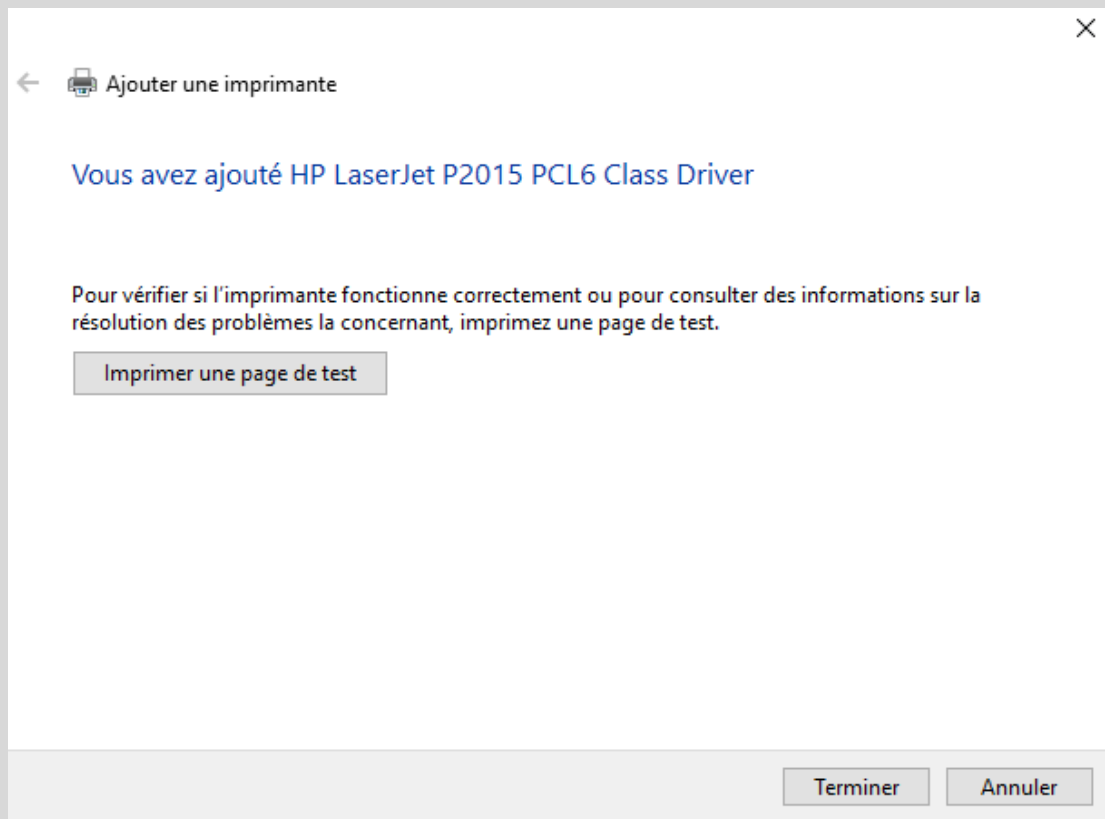 Ajouter une imprimante
Vous avez ajouté HP LaserJet P2015 PCL6 Class Driver
Pour vérifier si l'imprimante fonctionne correctement ou pour consulter des informations sur la
résolution des problèmes la concernant, imprimez une page de test.
Imprimer une page de test
Terminer
Annuler